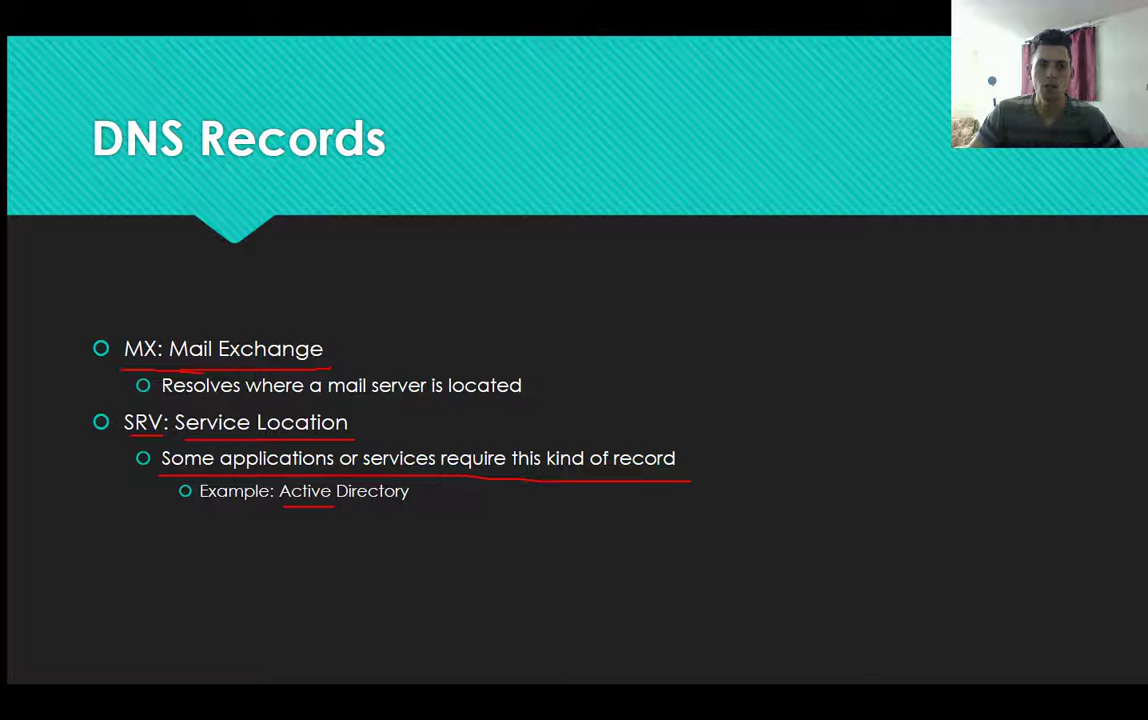 DNS Records
MX: Mail Exchange
Resolves where a mail server is located
SRV: Service Location
Some applications or services require this kind of record
Example: Active Directory